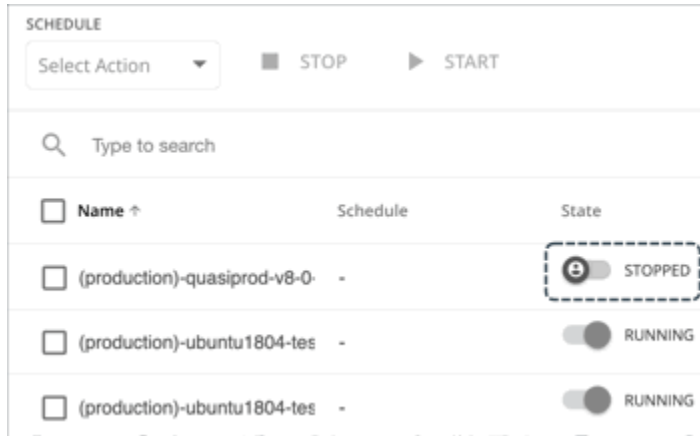 SCHEDULE
Select Action STOP START
Type to search
Name ↑ Schedule State
(production)-quasiprod-v8-0- - STOPPED
(production)-ubuntu1804-tes - RUNNING
(production)-ubuntu1804-tes - RUNNING